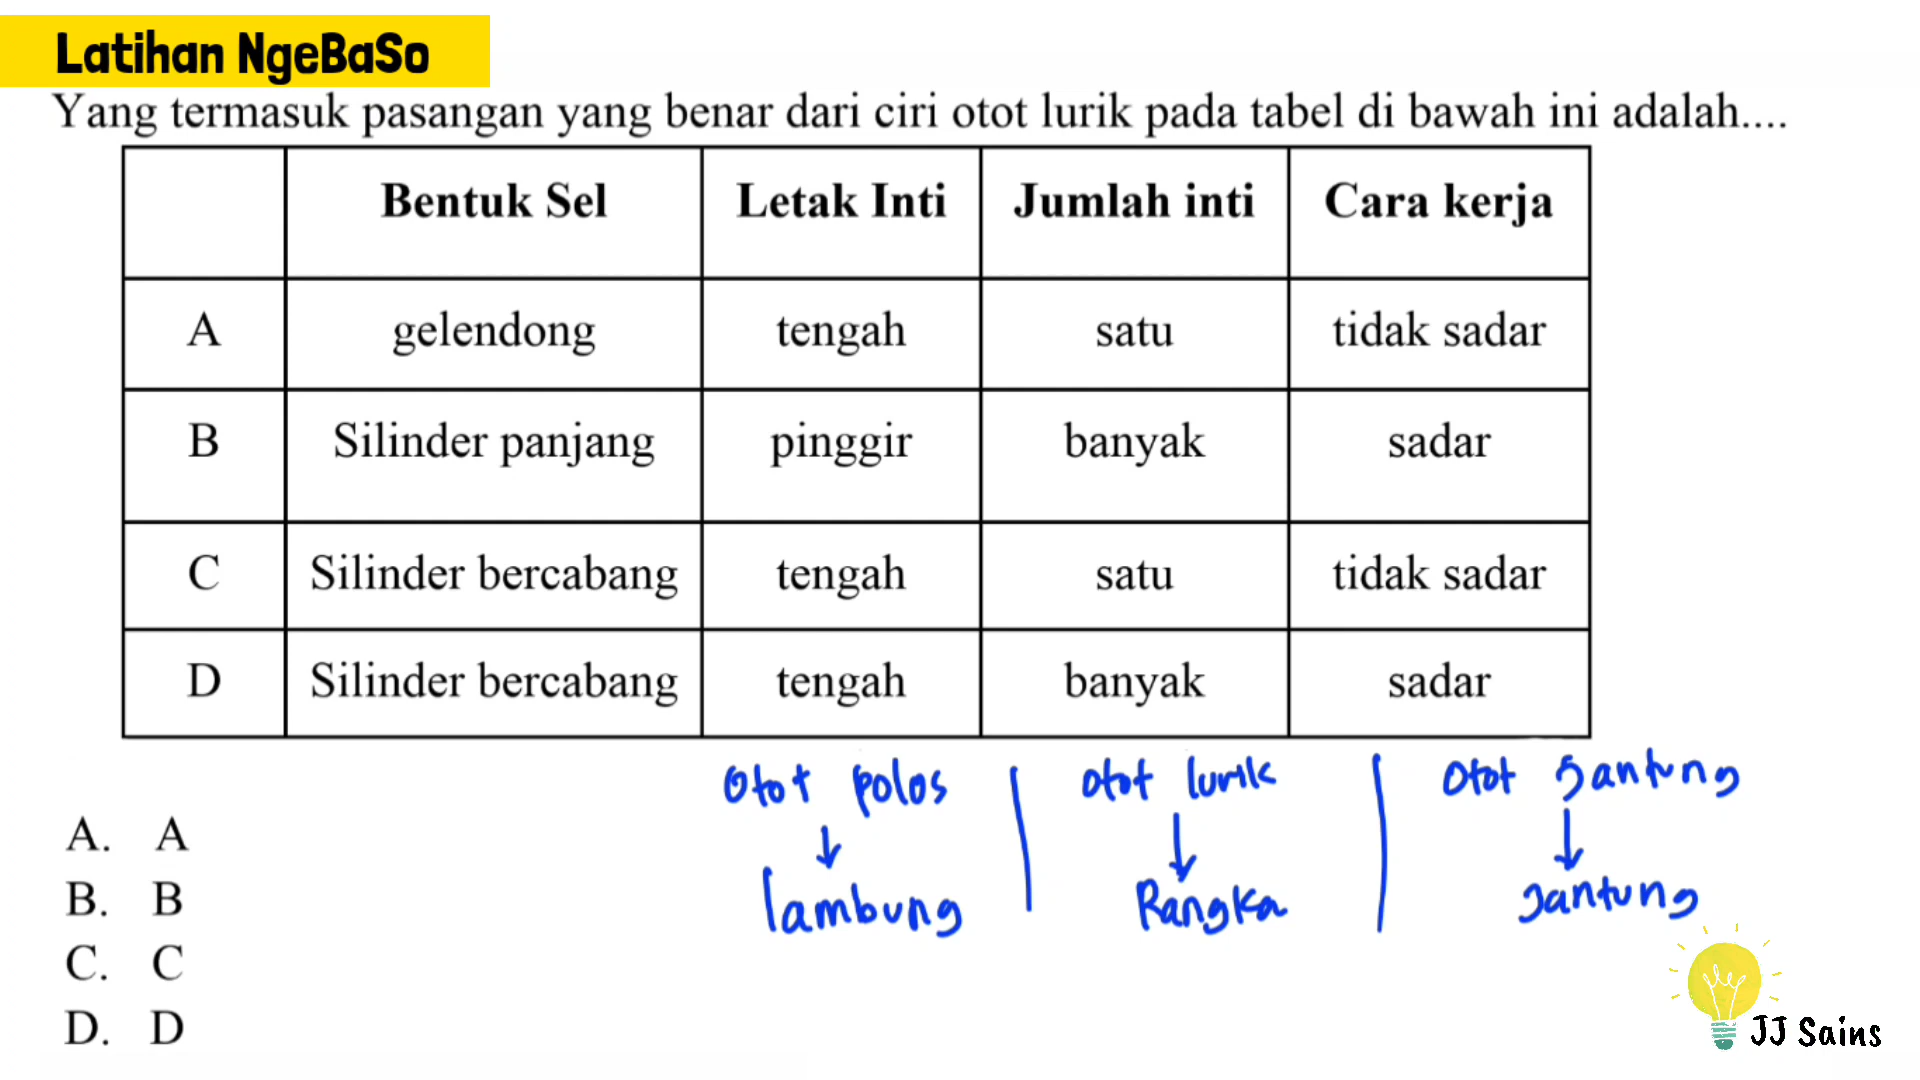 Latihan NgeBaSo
Yang termasuk pasangan yang benar dari ciri otot lurik pada tabel di bawah ini adalah....
Bentuk Sel Letak Inti Jumlah inti Cara kerja
A gelendong tengah satu tidak sadar
B Silinder panjang pinggir banyak sadar
C Silinder bercabang tengah satu tidak sadar
D Silinder bercabang tengah banyak sadar
Otot polos | otot lurik | Otot Jantung
↓ ↓ ↓
lambung Rangka Jantung
A. A
B. B
C. C
D. D
JJ Sains